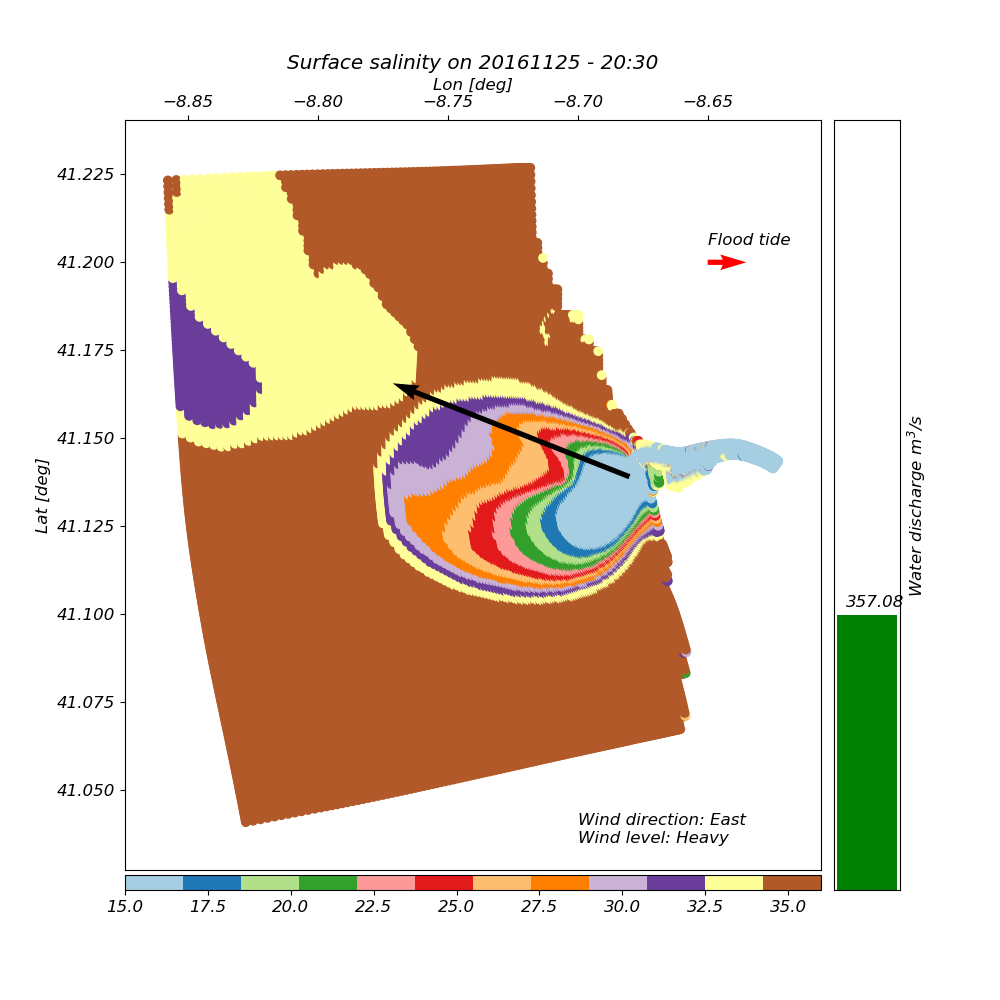 Surface salinity on 20161125 - 20:30
Lon [deg]
−8.85 −8.80 −8.75 −8.70 −8.65
41.225
41.200
41.175
41.150
41.125
41.100
41.075
41.050
Lat [deg]
Flood tide
Wind direction: East
Wind level: Heavy
357.08
Water discharge m³/s
15.0 17.5 20.0 22.5 25.0 27.5 30.0 32.5 35.0